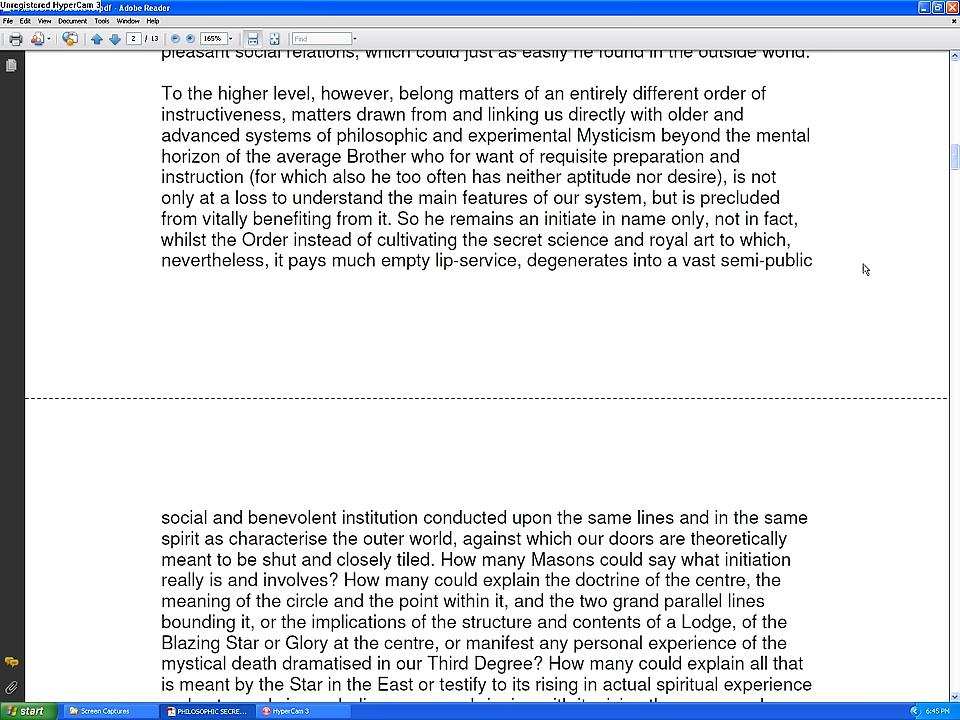 Unregistered HyperCam 3
.pdf - Adobe Reader
File Edit View Document Tools Window Help
2 / 13 165% Find
pleasant social relations, which could just as easily he found in the outside world.
To the higher level, however, belong matters of an entirely different order of
instructiveness, matters drawn from and linking us directly with older and
advanced systems of philosophic and experimental Mysticism beyond the mental
horizon of the average Brother who for want of requisite preparation and
instruction (for which also he too often has neither aptitude nor desire), is not
only at a loss to understand the main features of our system, but is precluded
from vitally benefiting from it. So he remains an initiate in name only, not in fact,
whilst the Order instead of cultivating the secret science and royal art to which,
nevertheless, it pays much empty lip-service, degenerates into a vast semi-public
social and benevolent institution conducted upon the same lines and in the same
spirit as characterise the outer world, against which our doors are theoretically
meant to be shut and closely tiled. How many Masons could say what initiation
really is and involves? How many could explain the doctrine of the centre, the
meaning of the circle and the point within it, and the two grand parallel lines
bounding it, or the implications of the structure and contents of a Lodge, of the
Blazing Star or Glory at the centre, or manifest any personal experience of the
mystical death dramatised in our Third Degree? How many could explain all that
is meant by the Star in the East or testify to its rising in actual spiritual experience
start Screen Captures PHILOSOPHIC SECRE... HyperCam 3 6:45 PM